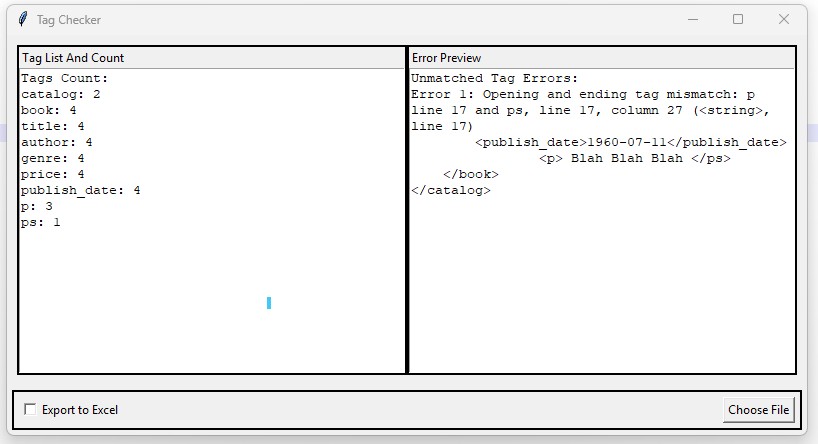 Tag Checker
Tag List And Count
Tags Count:
catalog: 2
book: 4
title: 4
author: 4
genre: 4
price: 4
publish_date: 4
p: 3
ps: 1
Error Preview
Unmatched Tag Errors:
Error 1: Opening and ending tag mismatch: p
line 17 and ps, line 17, column 27 (<string>,
line 17)
        <publish_date>1960-07-11</publish_date>
                <p> Blah Blah Blah </ps>
    </book>
</catalog>
Export to Excel
Choose File